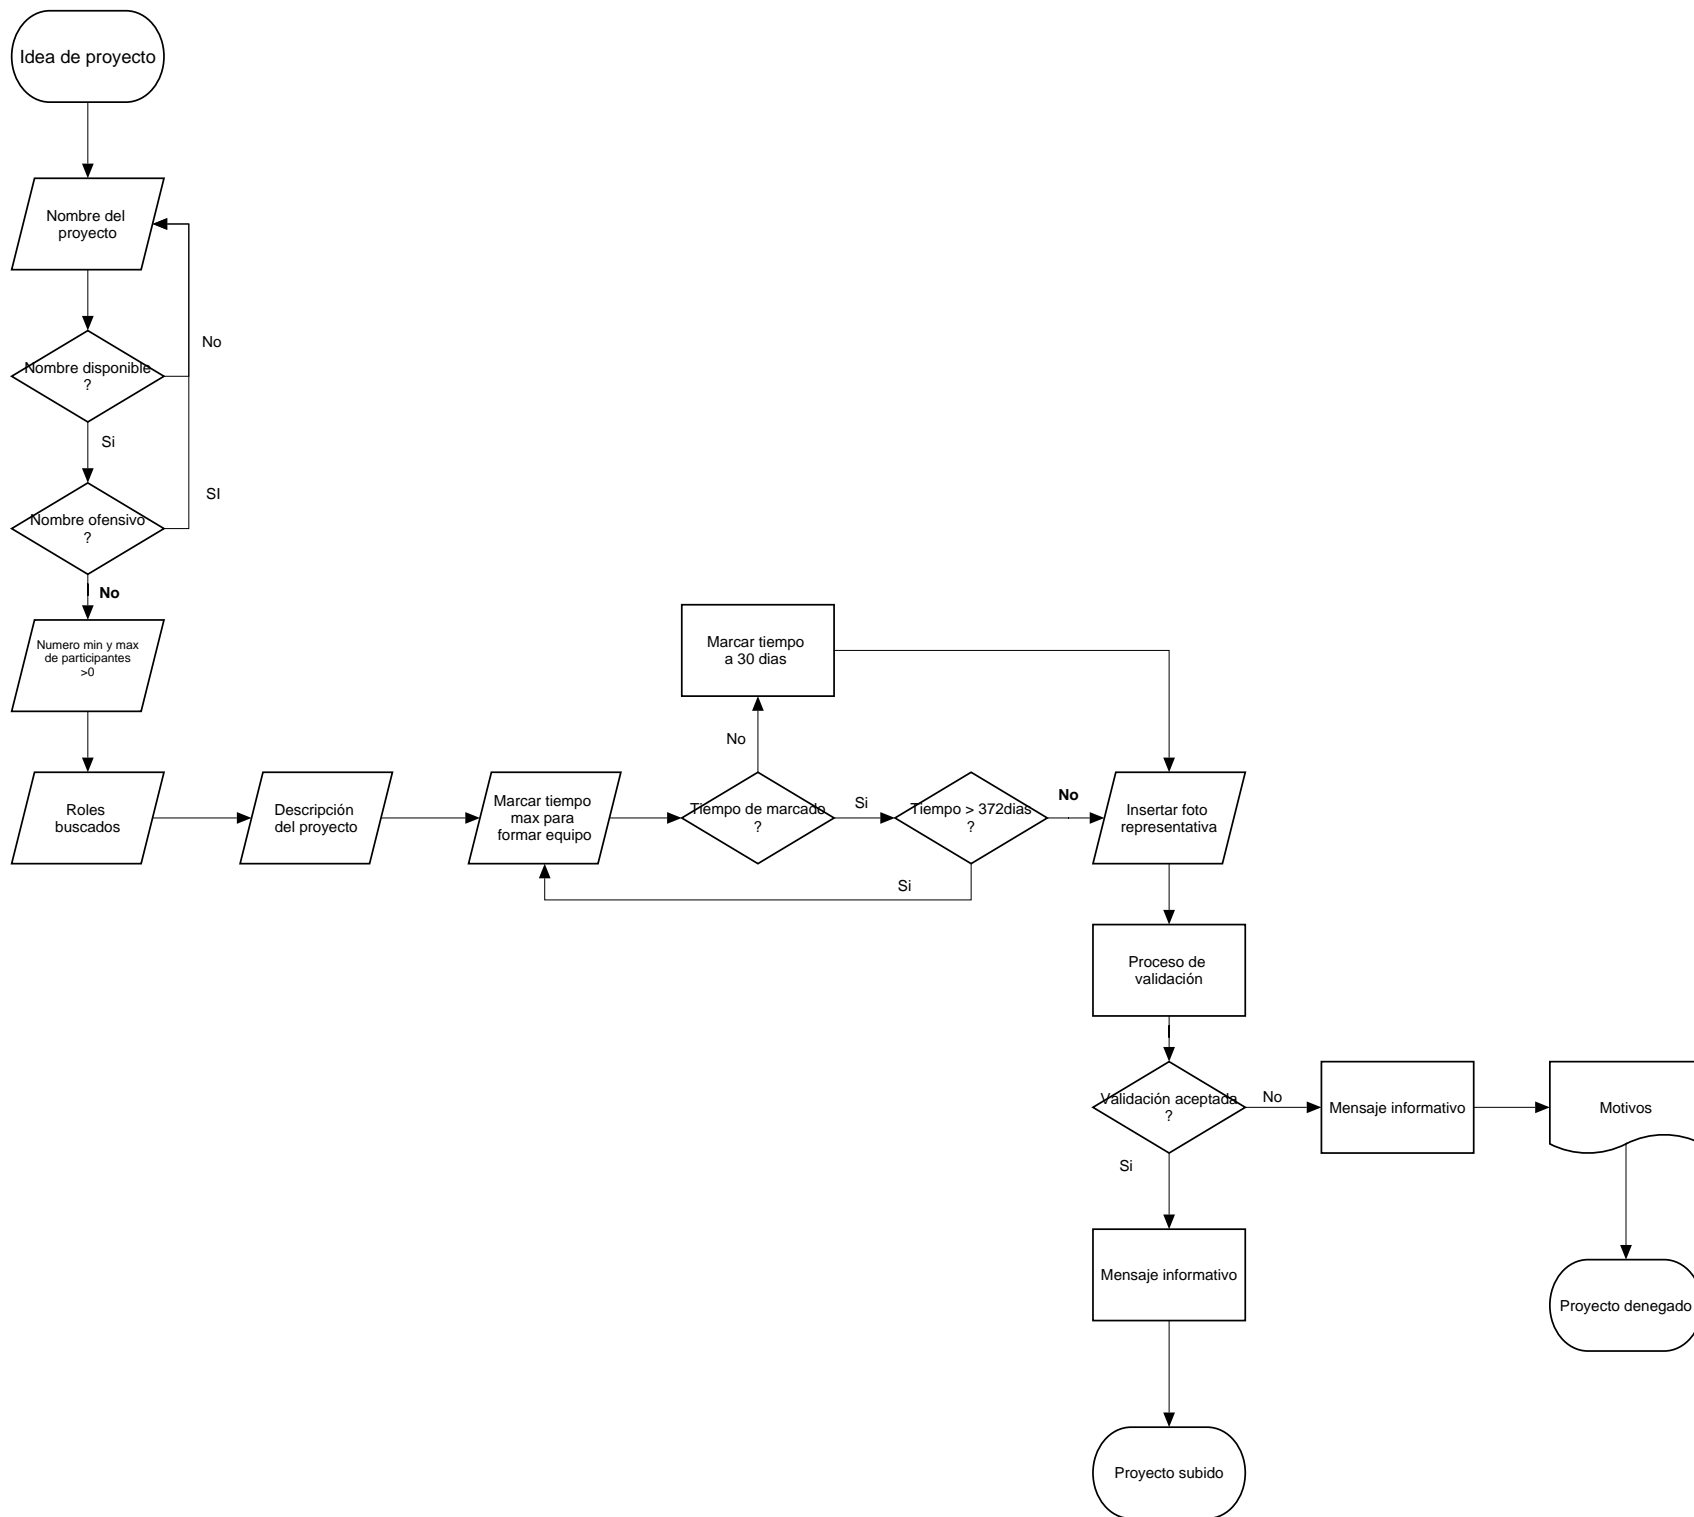 Idea de proyecto
Nombre del
proyecto
No
Nombre disponible
?
Si
SI
Nombre ofensivo
?
No
Numero min y max
de participantes
>0
Marcar tiempo
a 30 dias
No
Roles
buscados
Descripción
del proyecto
Marcar tiempo
max para
formar equipo
Tiempo de marcado
?
Si
Tiempo > 372dias
?
No
Insertar foto
representativa
Si
Proceso de
validación
Validación aceptada
?
No
Mensaje informativo
Motivos
Si
Mensaje informativo
Proyecto denegado
Proyecto subido